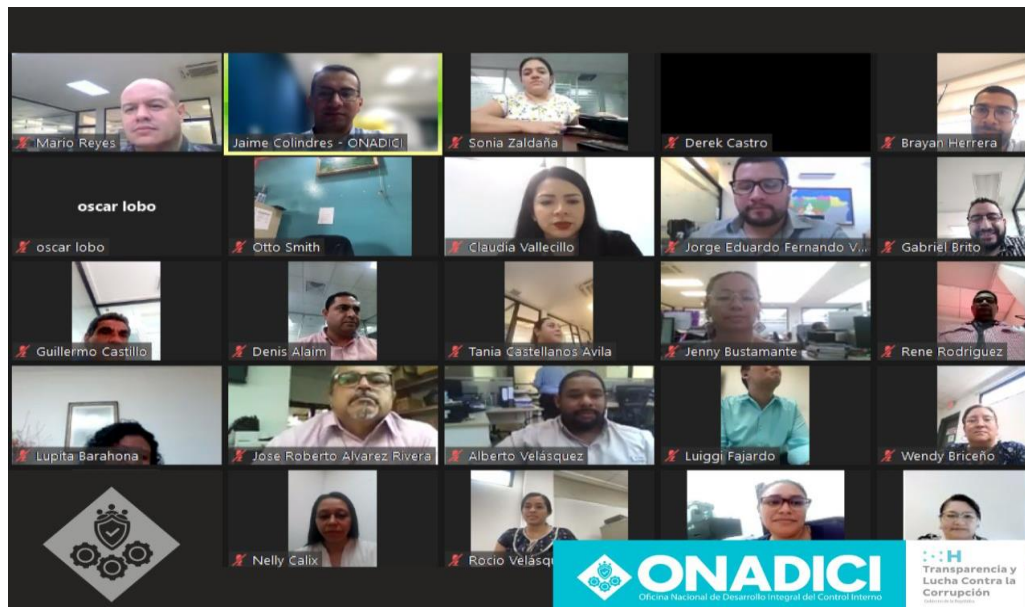 Mario Reyes
Jaime Colindres - ONADICI
Sonia Zaldaña
Derek Castro
Brayan Herrera
oscar lobo
oscar lobo
Otto Smith
Claudia Vallecillo
Jorge Eduardo Fernando V...
Gabriel Brito
Guillermo Castillo
Denis Alaim
Tania Castellanos Avila
Jenny Bustamante
Rene Rodriguez
Lupita Barahona
Jose Roberto Alvarez Rivera
Alberto Velásquez
Luiggi Fajardo
Wendy Briceño
Nelly Calix
Rocio Velásqu
ONADICI
Oficina Nacional de Desarrollo Integral del Control Interno
H
Transparencia y
Lucha Contra la
Corrupción